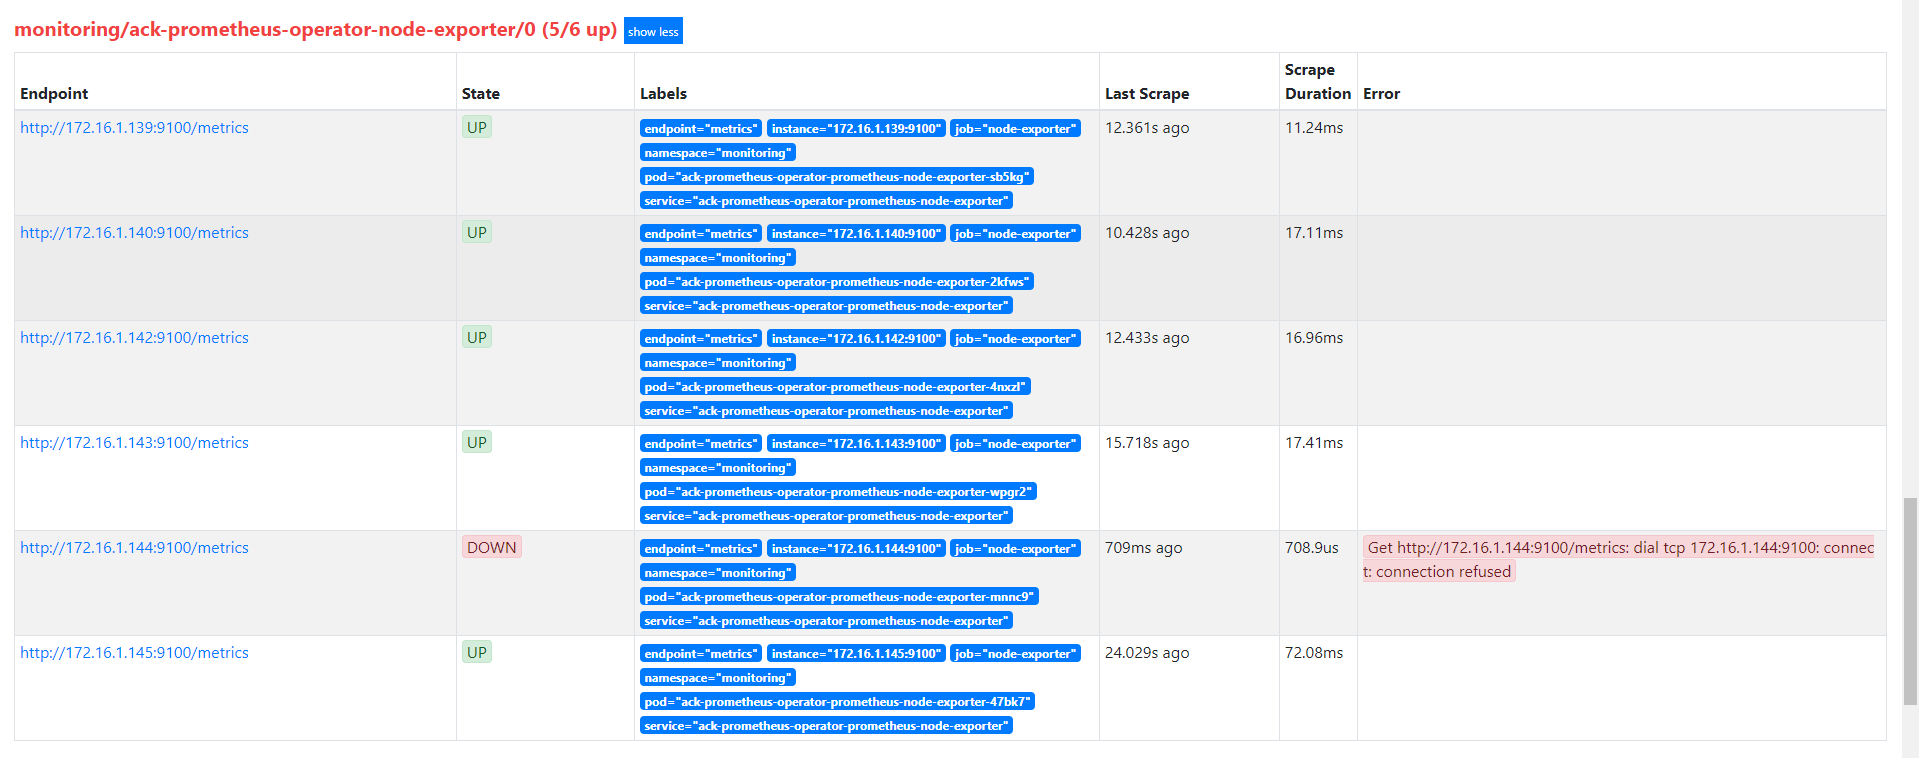 monitoring/ack-prometheus-operator-node-exporter/0 (5/6 up) show less
Endpoint State Labels Last Scrape Scrape Duration Error
http://172.16.1.139:9100/metrics UP endpoint="metrics" instance="172.16.1.139:9100" job="node-exporter" 12.361s ago 11.24ms
namespace="monitoring"
pod="ack-prometheus-operator-prometheus-node-exporter-sb5kg"
service="ack-prometheus-operator-prometheus-node-exporter"
http://172.16.1.140:9100/metrics UP endpoint="metrics" instance="172.16.1.140:9100" job="node-exporter" 10.428s ago 17.11ms
namespace="monitoring"
pod="ack-prometheus-operator-prometheus-node-exporter-2kfws"
service="ack-prometheus-operator-prometheus-node-exporter"
http://172.16.1.142:9100/metrics UP endpoint="metrics" instance="172.16.1.142:9100" job="node-exporter" 12.433s ago 16.96ms
namespace="monitoring"
pod="ack-prometheus-operator-prometheus-node-exporter-4nxzl"
service="ack-prometheus-operator-prometheus-node-exporter"
http://172.16.1.143:9100/metrics UP endpoint="metrics" instance="172.16.1.143:9100" job="node-exporter" 15.718s ago 17.41ms
namespace="monitoring"
pod="ack-prometheus-operator-prometheus-node-exporter-wpgr2"
service="ack-prometheus-operator-prometheus-node-exporter"
http://172.16.1.144:9100/metrics DOWN endpoint="metrics" instance="172.16.1.144:9100" job="node-exporter" 709ms ago 708.9us Get http://172.16.1.144:9100/metrics: dial tcp 172.16.1.144:9100: connec
namespace="monitoring" t: connection refused
pod="ack-prometheus-operator-prometheus-node-exporter-mnnc9"
service="ack-prometheus-operator-prometheus-node-exporter"
http://172.16.1.145:9100/metrics UP endpoint="metrics" instance="172.16.1.145:9100" job="node-exporter" 24.029s ago 72.08ms
namespace="monitoring"
pod="ack-prometheus-operator-prometheus-node-exporter-47bk7"
service="ack-prometheus-operator-prometheus-node-exporter"